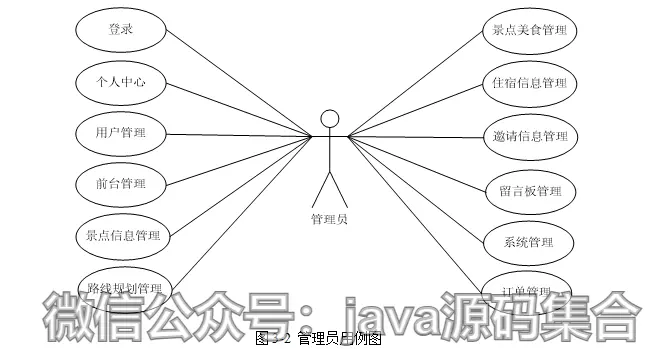 登录
个人中心
用户管理
前台管理
景点信息管理
路线规划管理
景点美食管理
住宿信息管理
邀请信息管理
留言板管理
系统管理
订单管理
管理员
微信公众号：java源码集合
图3-2 管理员用例图